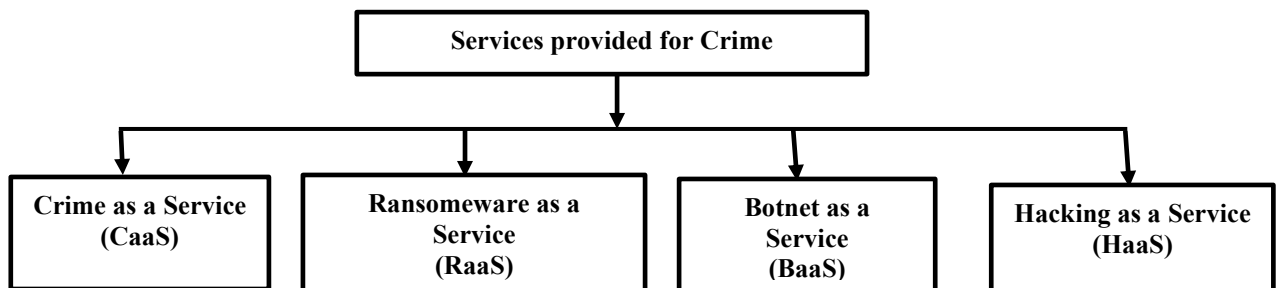 Services provided for Crime
Crime as a Service
(CaaS)
Ransomeware as a
Service
(RaaS)
Botnet as a
Service
(BaaS)
Hacking as a Service
(HaaS)